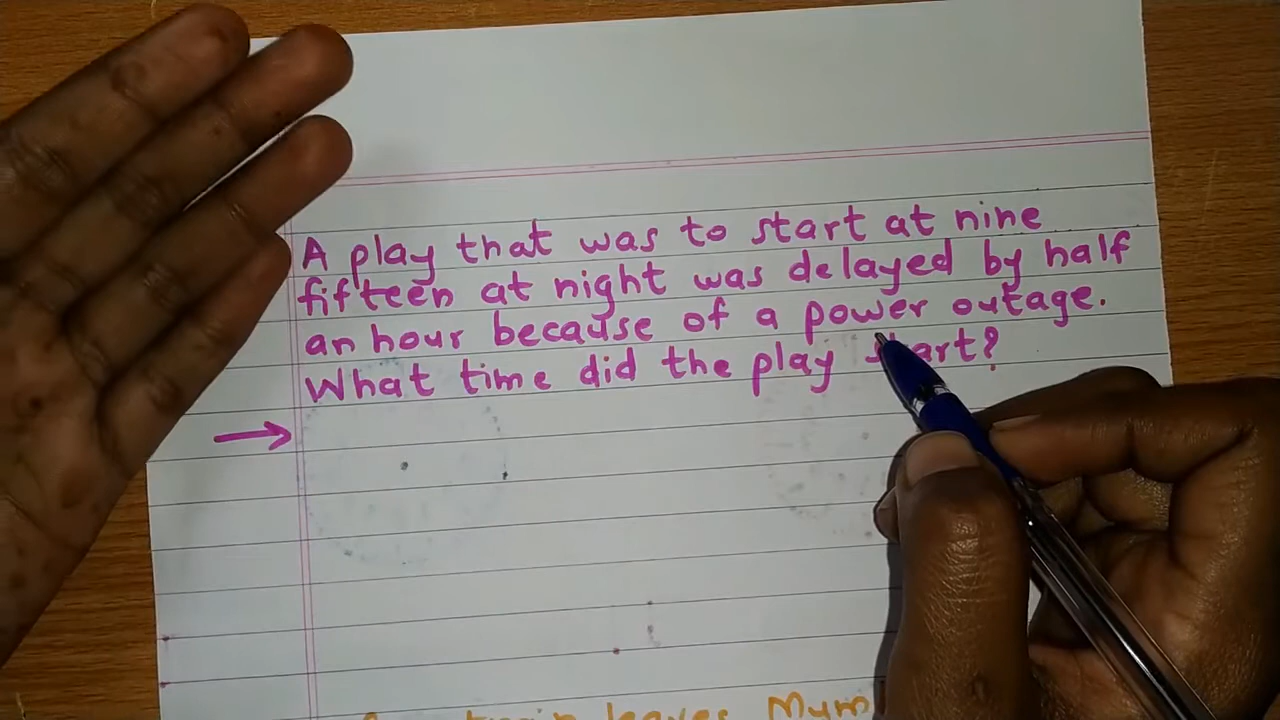 A play that was to start at nine
fifteen at night was delayed by half
an hour because of a power outage.
What time did the play start?
train leaves